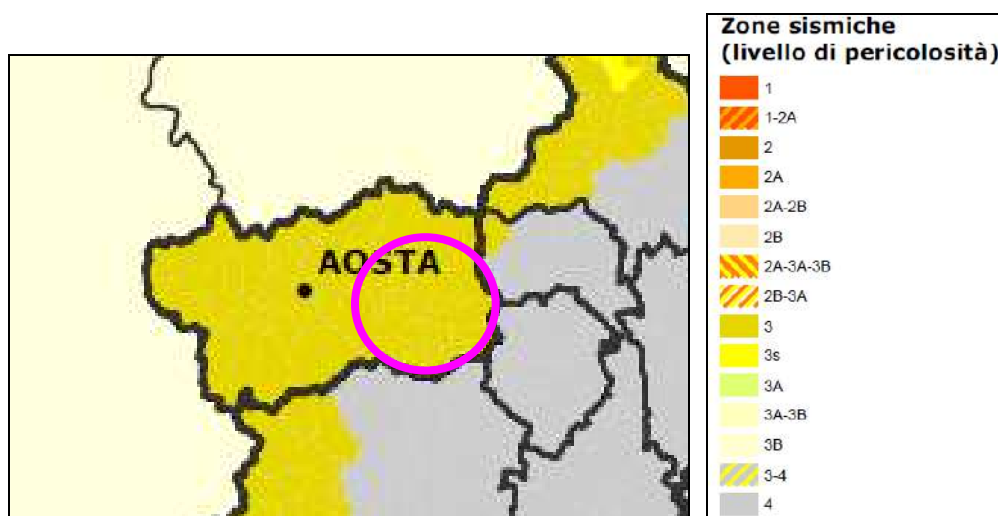 AOSTA
Zone sismiche
(livello di pericolosità)
1
1-2A
2
2A
2A-2B
2B
2A-3A-3B
2B-3A
3
3s
3A
3A-3B
3B
3-4
4